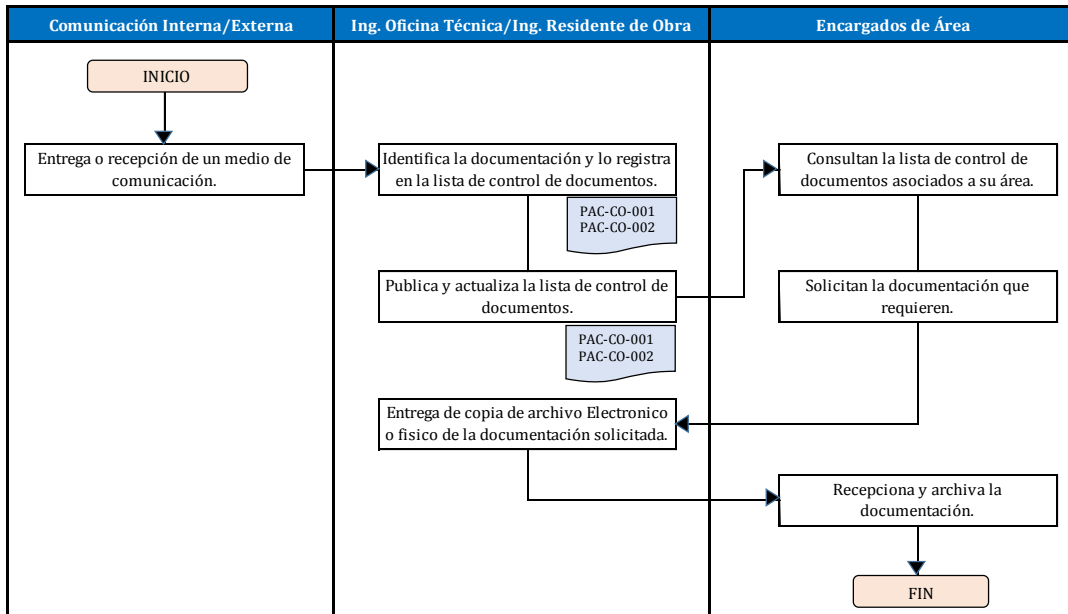 Comunicación Interna/Externa
Ing. Oficina Técnica/Ing. Residente de Obra
Encargados de Área
INICIO
Entrega o recepción de un medio de
comunicación.
Identifica la documentación y lo registra
en la lista de control de documentos.
PAC-CO-001
PAC-CO-002
Consultan la lista de control de
documentos asociados a su área.
Publica y actualiza la lista de control de
documentos.
PAC-CO-001
PAC-CO-002
Solicitan la documentación que
requieren.
Entrega de copia de archivo Electronico
o fisico de la documentación solicitada.
Recepciona y archiva la
documentación.
FIN